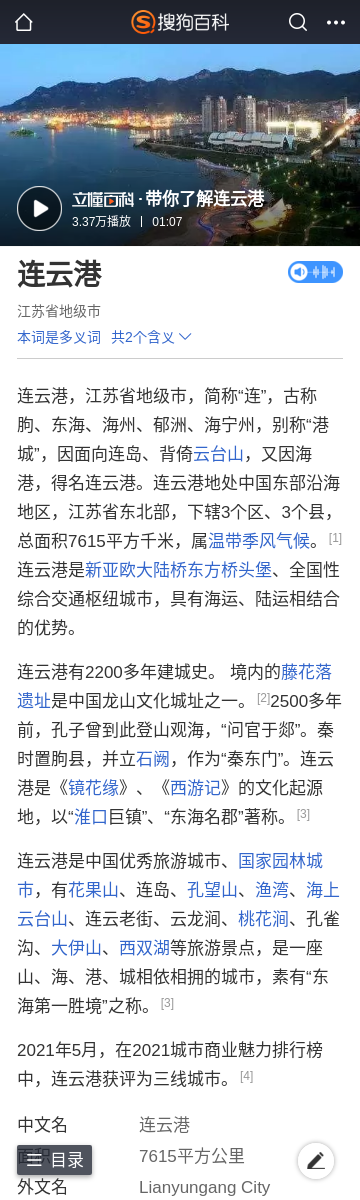 搜狗百科
立懂百科·带你了解连云港
3.37万播放 | 01:07
连云港
江苏省地级市
本词是多义词 共2个含义
连云港，江苏省地级市，简称“连”，古称
朐、东海、海州、郁洲、海宁州，别称“港
城”，因面向连岛、背倚云台山，又因海
港，得名连云港。连云港地处中国东部沿海
地区，江苏省东北部，下辖3个区、3个县，
总面积7615平方千米，属温带季风气候。[1]
连云港是新亚欧大陆桥东方桥头堡、全国性
综合交通枢纽城市，具有海运、陆运相结合
的优势。
连云港有2200多年建城史。 境内的藤花落
遗址是中国龙山文化城址之一。[2]2500多年
前，孔子曾到此登山观海，“问官于郯”。秦
时置朐县，并立石阙，作为“秦东门”。连云
港是《镜花缘》、《西游记》的文化起源
地，以“淮口巨镇”、“东海名郡”著称。[3]
连云港是中国优秀旅游城市、国家园林城
市，有花果山、连岛、孔望山、渔湾、海上
云台山、连云老街、云龙涧、桃花涧、孔雀
沟、大伊山、西双湖等旅游景点，是一座
山、海、港、城相依相拥的城市，素有“东
海第一胜境”之称。[3]
2021年5月，在2021城市商业魅力排行榜
中，连云港获评为三线城市。[4]
中文名 连云港
面积 7615平方公里
目录
外文名 Lianyungang City